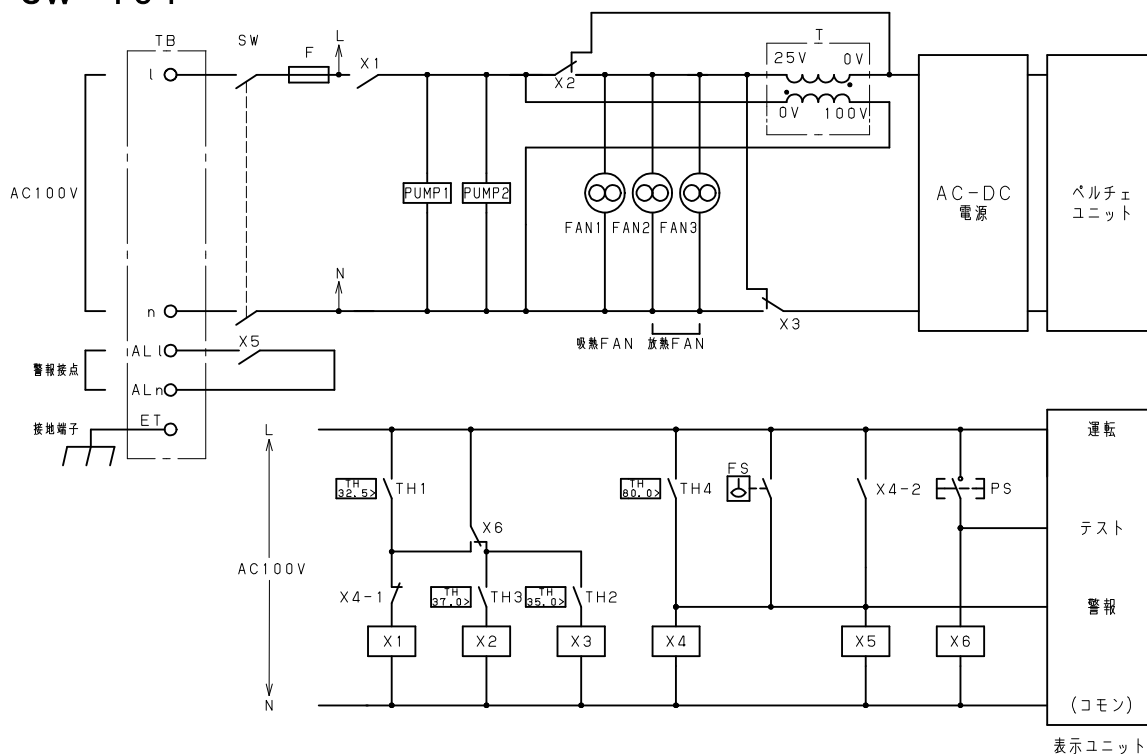 TB
SW
F
L
X1
X2
T
25V
0V
0V
100V
l
AC100V
PUMP1
PUMP2
FAN1
FAN2
FAN3
AC-DC
電源
ペルチェ
ユニット
n
N
X3
吸熱FAN
放熱FAN
警報接点
ALl
X5
ALn
接地端子
ET
L
AC100V
N
TH
32.5>
TH1
X6
TH
80.0>
TH4
FS
X4-2
PS
運転
テスト
X4-1
TH
37.0>
TH3
TH
35.0>
TH2
警報
X1
X2
X3
X4
X5
X6
(コモン)
表示ユニット